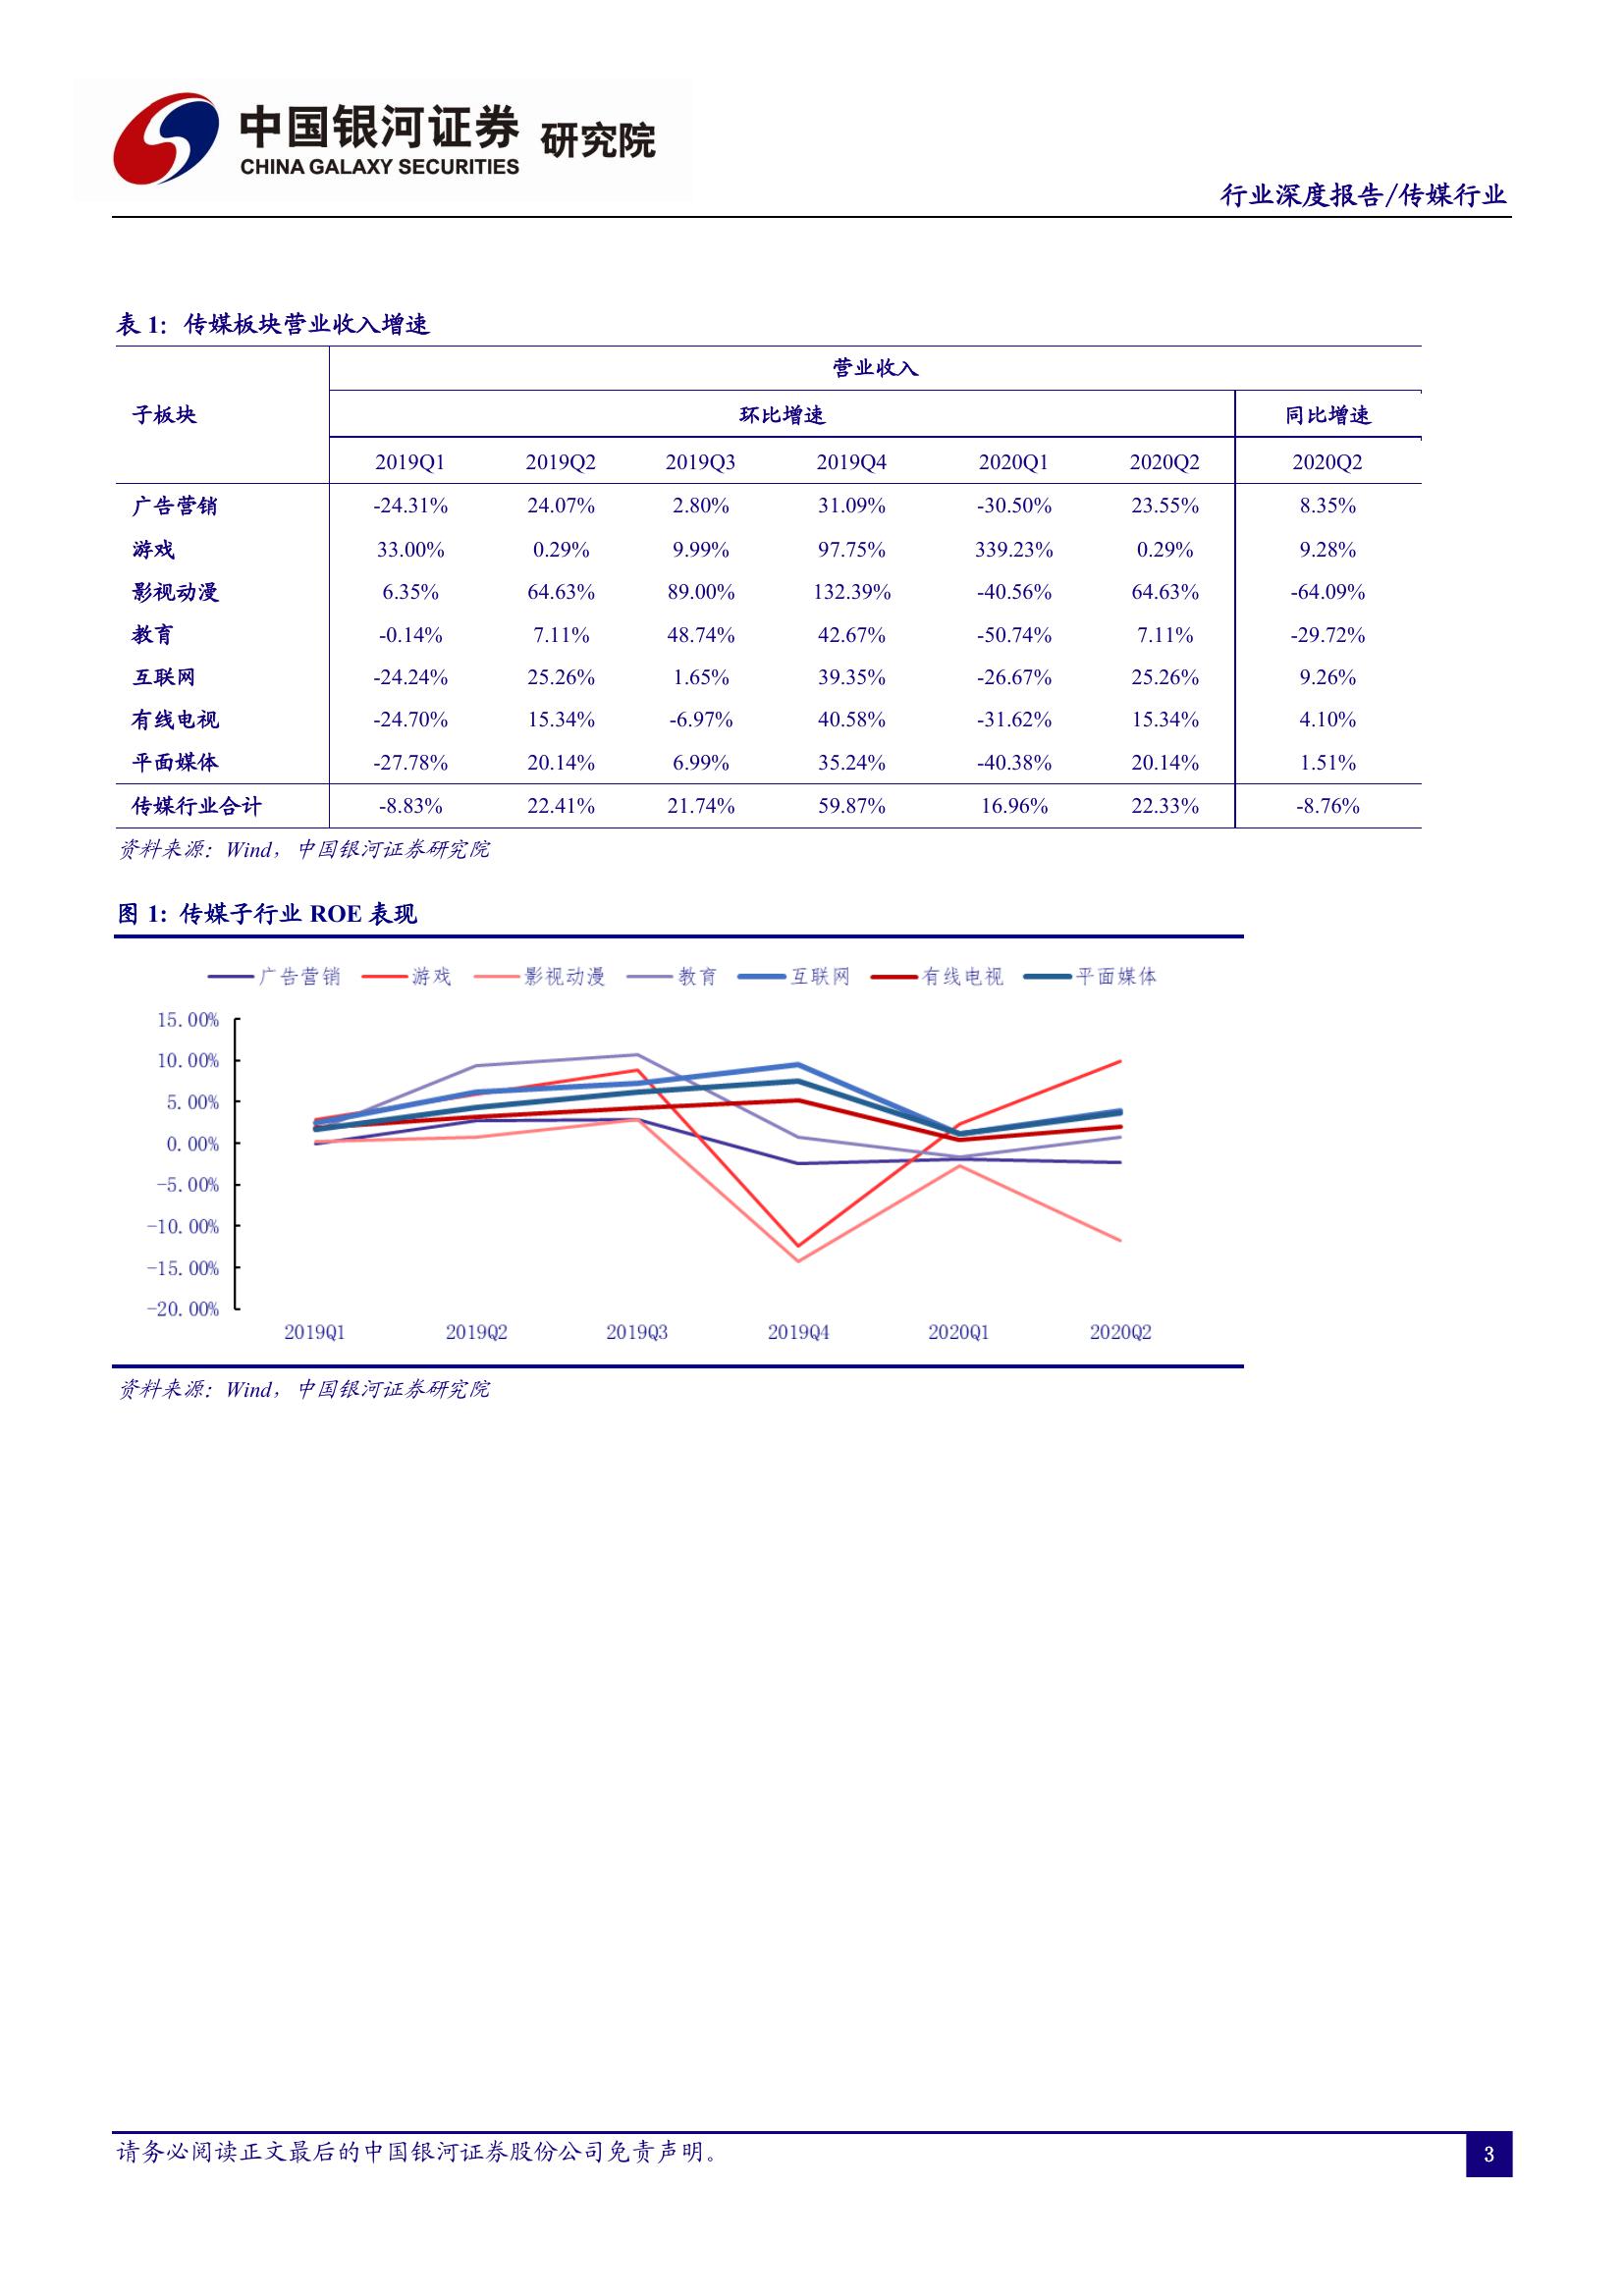 中国银河证券 研究院
CHINA GALAXY SECURITIES
行业深度报告/传媒行业
表 1：传媒板块营业收入增速
营业收入
子板块 环比增速 同比增速
2019Q1 2019Q2 2019Q3 2019Q4 2020Q1 2020Q2 2020Q2
广告营销 -24.31% 24.07% 2.80% 31.09% -30.50% 23.55% 8.35%
游戏 33.00% 0.29% 9.99% 97.75% 339.23% 0.29% 9.28%
影视动漫 6.35% 64.63% 89.00% 132.39% -40.56% 64.63% -64.09%
教育 -0.14% 7.11% 48.74% 42.67% -50.74% 7.11% -29.72%
互联网 -24.24% 25.26% 1.65% 39.35% -26.67% 25.26% 9.26%
有线电视 -24.70% 15.34% -6.97% 40.58% -31.62% 15.34% 4.10%
平面媒体 -27.78% 20.14% 6.99% 35.24% -40.38% 20.14% 1.51%
传媒行业合计 -8.83% 22.41% 21.74% 59.87% 16.96% 22.33% -8.76%
资料来源：Wind，中国银河证券研究院
图 1: 传媒子行业 ROE 表现
广告营销 游戏 影视动漫 教育 互联网 有线电视 平面媒体
15.00%
10.00%
5.00%
0.00%
-5.00%
-10.00%
-15.00%
-20.00%
2019Q1 2019Q2 2019Q3 2019Q4 2020Q1 2020Q2
资料来源：Wind，中国银河证券研究院
请务必阅读正文最后的中国银河证券股份公司免责声明。
3